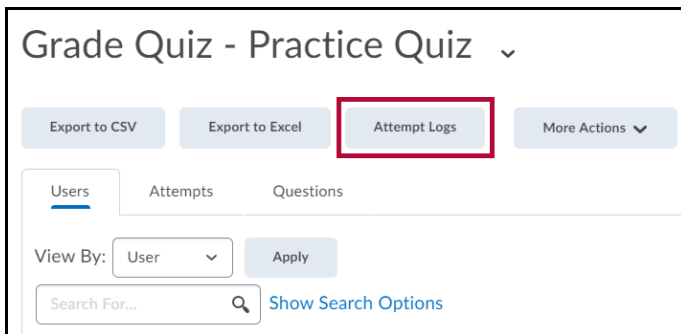 Grade Quiz - Practice Quiz
Export to CSV Export to Excel Attempt Logs More Actions
Users Attempts Questions
View By: User Apply
Search For... Show Search Options